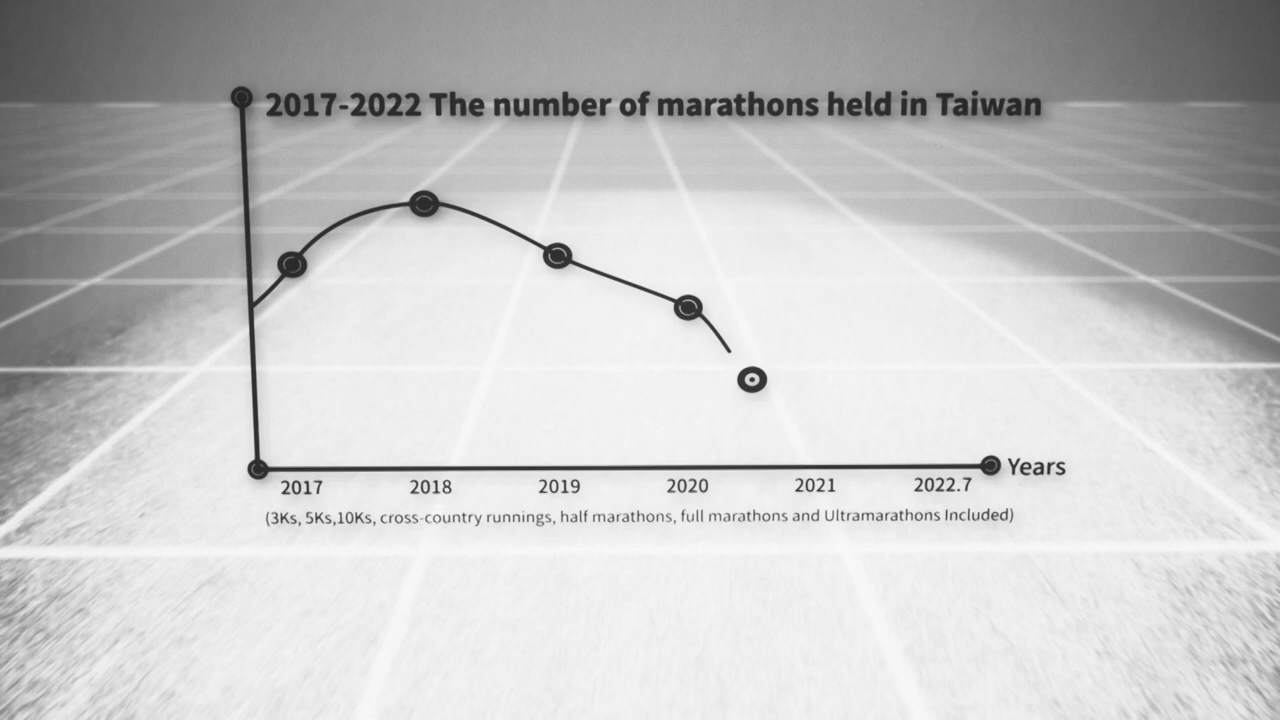 2017-2022 The number of marathons held in Taiwan
2017 2018 2019 2020 2021 2022.7 Years
(3Ks, 5Ks,10Ks, cross-country runnings, half marathons, full marathons and Ultramarathons Included)